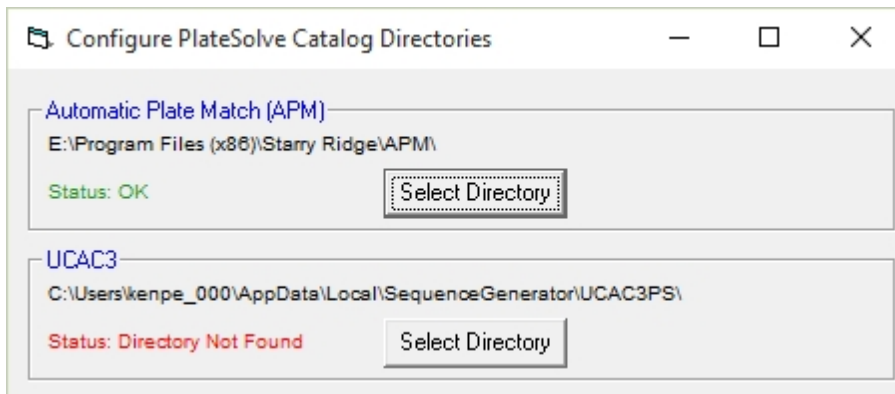 Configure PlateSolve Catalog Directories
Automatic Plate Match (APM)
E:\Program Files (x86)\Starry Ridge\APM\
Status: OK
Select Directory
UCAC3
C:\Users\kenpe_000\AppData\Local\SequenceGenerator\UCAC3PS\
Status: Directory Not Found
Select Directory